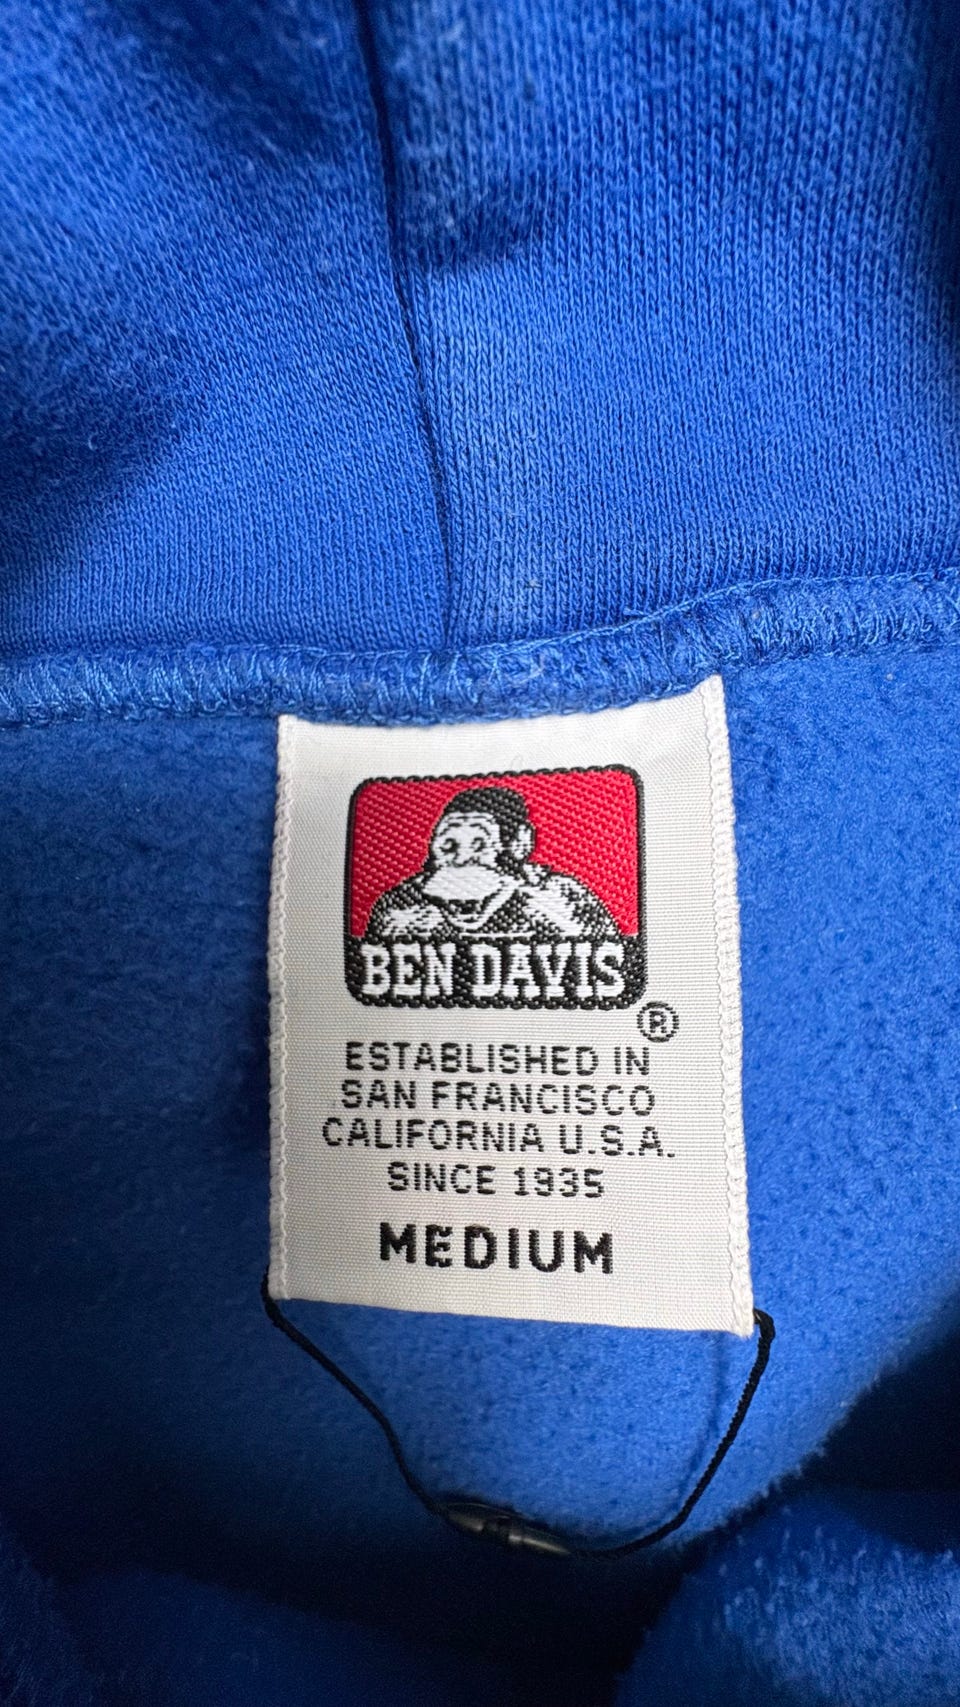 BEN DAVIS
®
ESTABLISHED IN
SAN FRANCISCO
CALIFORNIA U.S.A.
SINCE 1935
MEDIUM